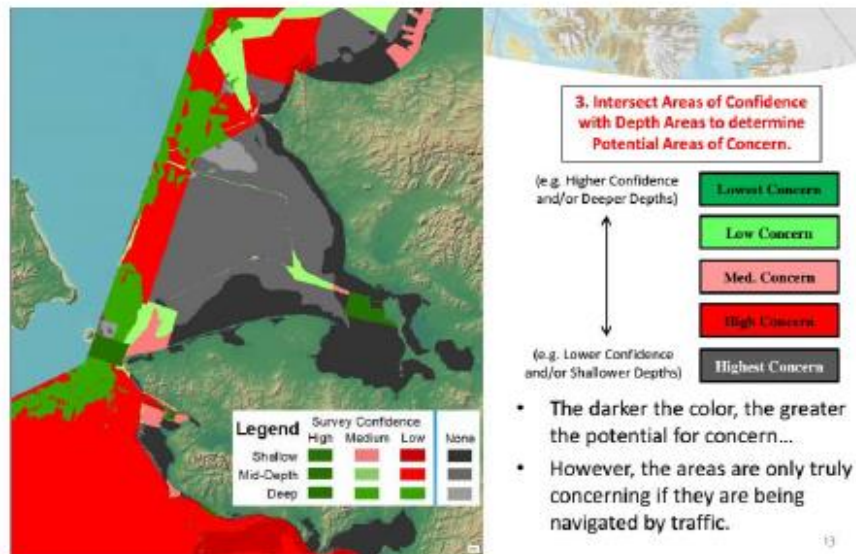 3. Intersect Areas of Confidence
with Depth Areas to determine
Potential Areas of Concern.
(e.g. Higher Confidence
and/or Deeper Depths)
Lowest Concern
Low Concern
Med. Concern
High Concern
(e.g. Lower Confidence
and/or Shallower Depths)
Highest Concern
• The darker the color, the greater
the potential for concern...
• However, the areas are only truly
concerning if they are being
navigated by traffic.
Legend Survey Confidence
High Medium Low None
Shallow
Mid-Depth
Deep
13